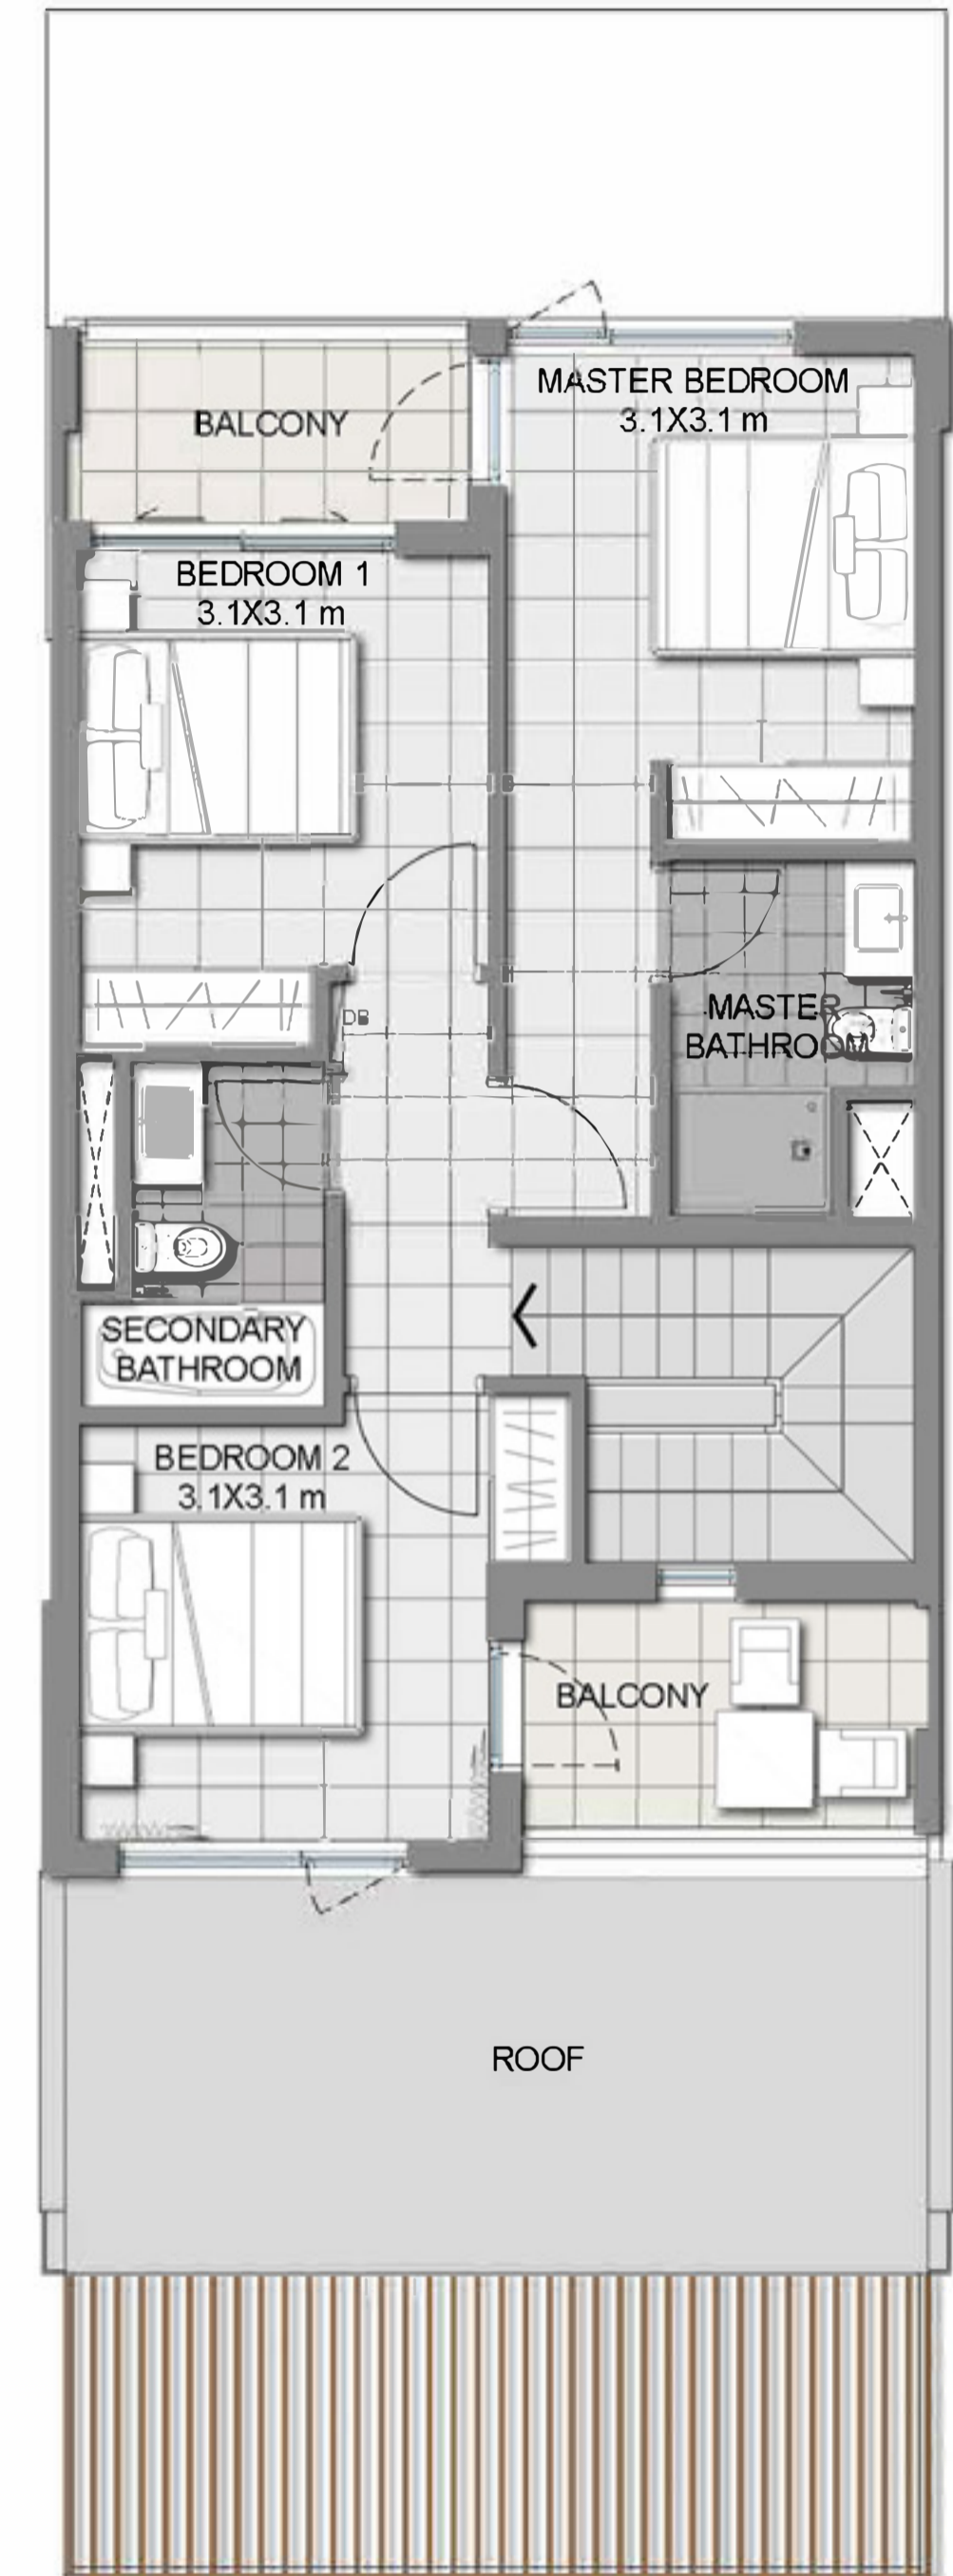 MASTER BEDROOM
3.1X3.1 m
BALCONY
BEDROOM 1
3.1X3.1 m
DB
MASTER
BATHROOM
SECONDARY
BATHROOM
BEDROOM 2
3.1X3.1 m
BALCONY
ROOF